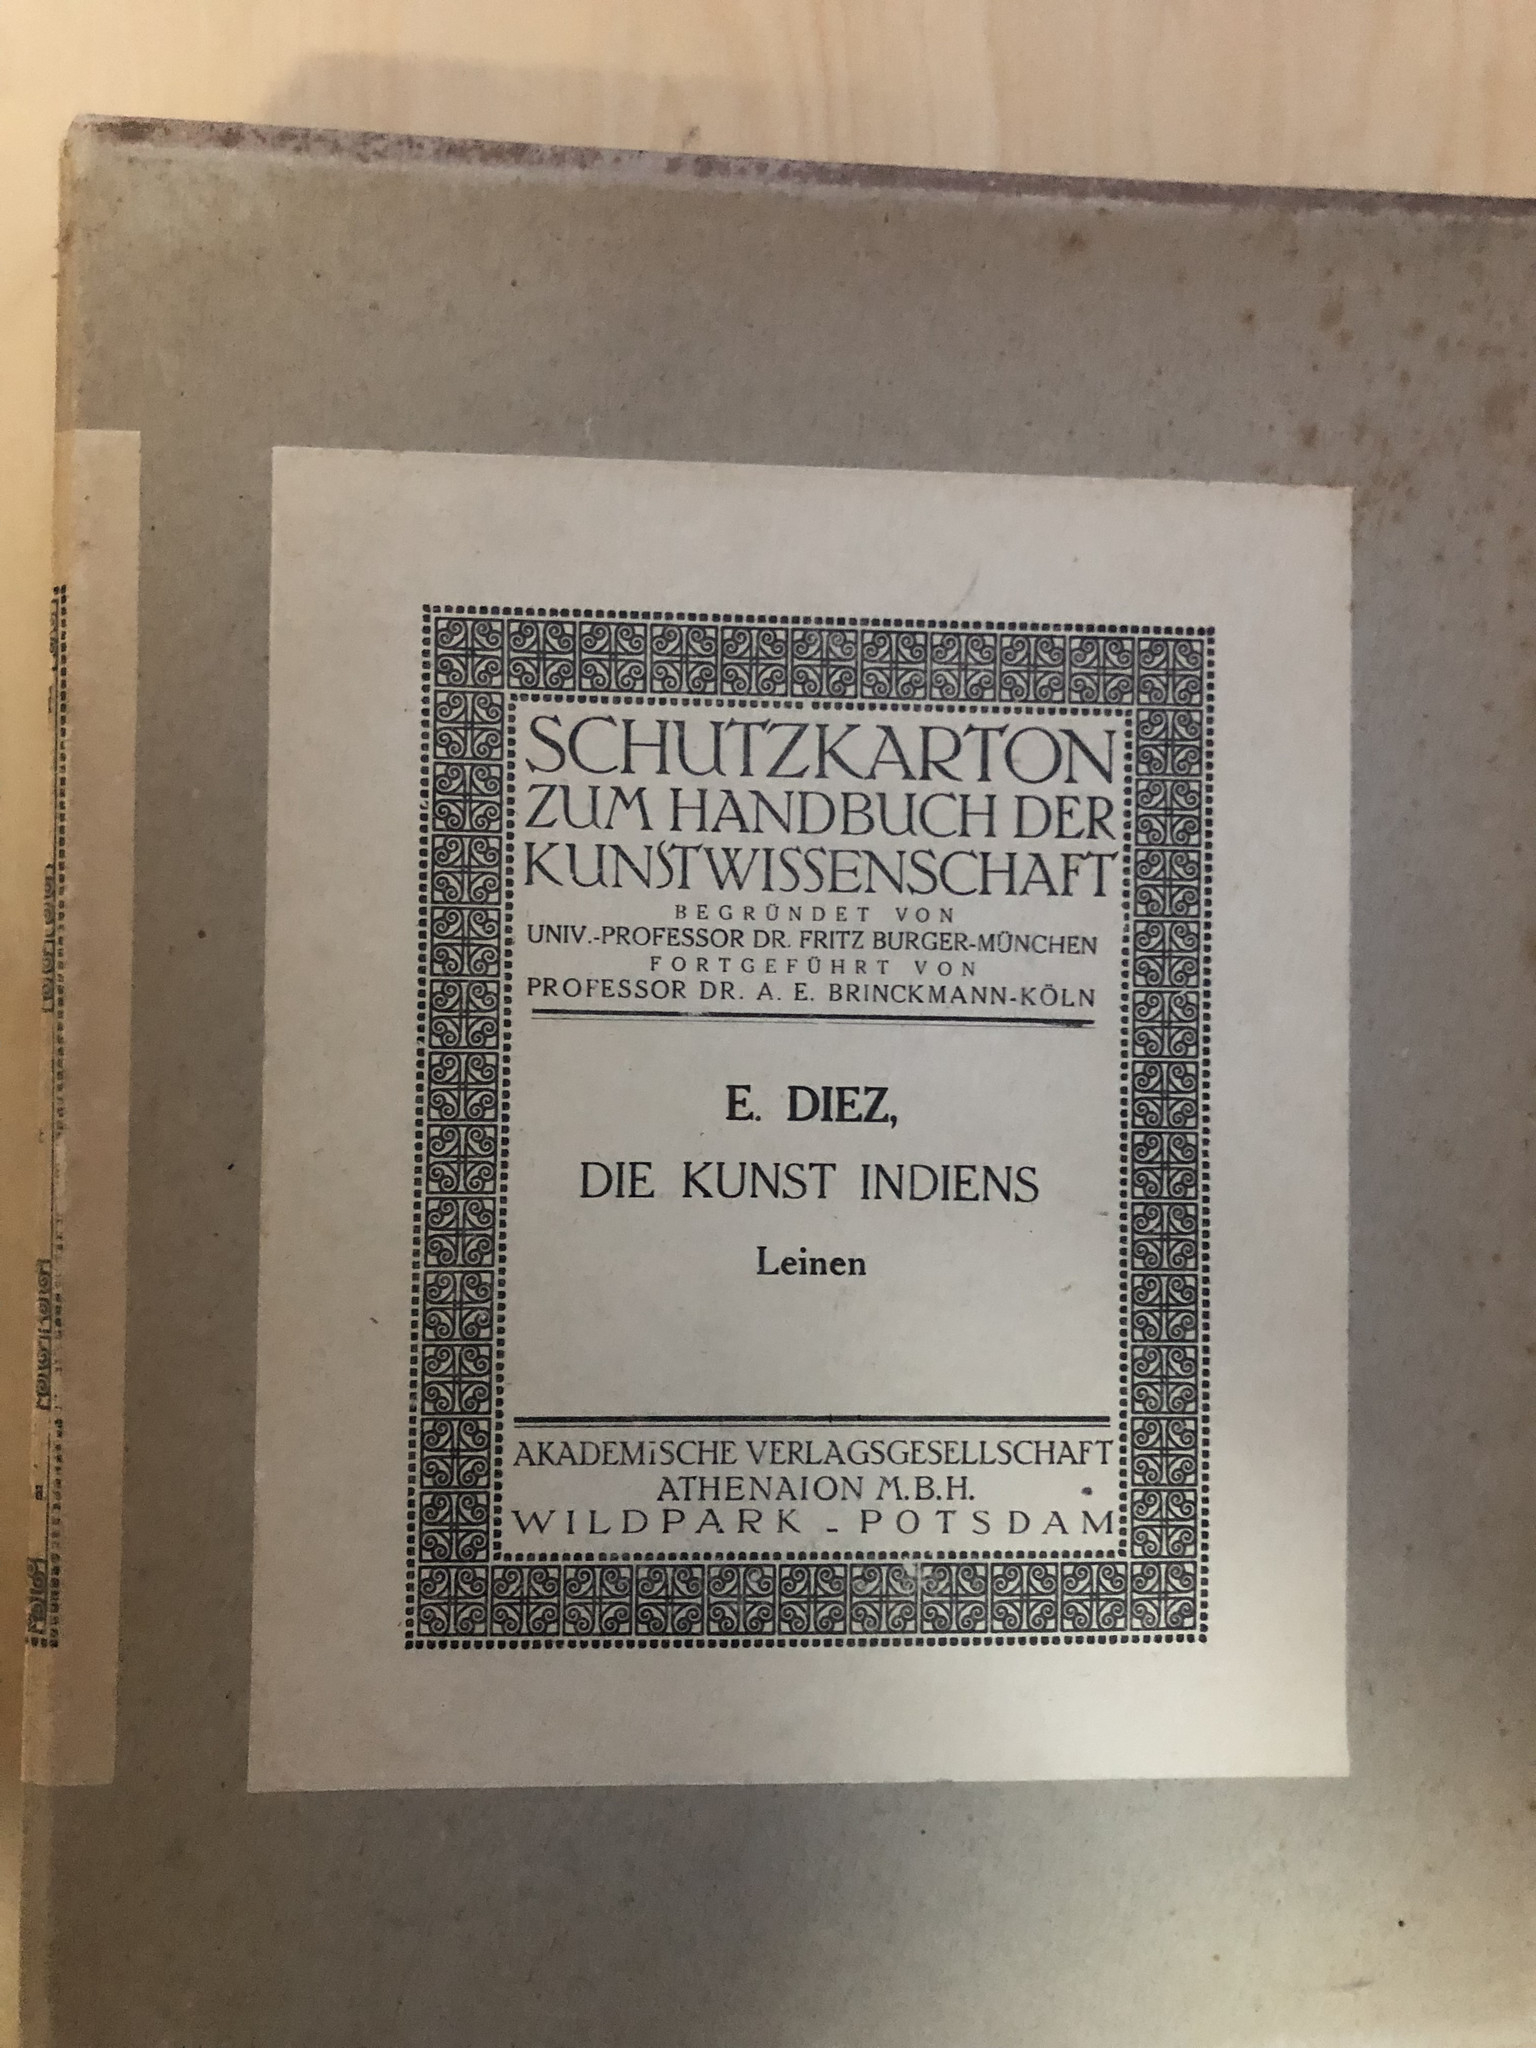 SCHUTZKARTON
ZUM HANDBUCH DER
KUNSTWISSENSCHAFT
BEGRÜNDET VON
UNIV.-PROFESSOR DR. FRITZ BURGER-MÜNCHEN
FORTGEFÜHRT VON
PROFESSOR DR. A. E. BRINCKMANN-KÖLN
E. DIEZ,
DIE KUNST INDIENS
Leinen
AKADEMiSCHE VERLAGSGESELLSCHAFT
ATHENAION M.B.H.
WILDPARK - POTSDAM